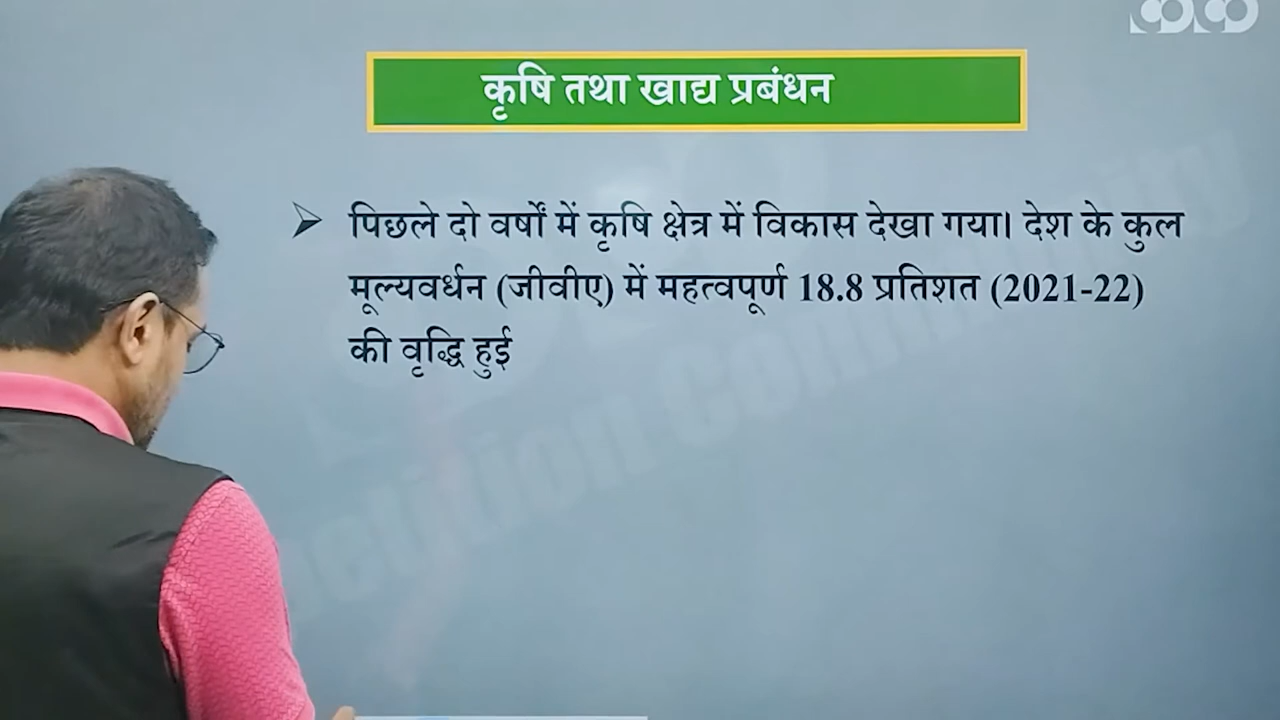 कृषि तथा खाद्य प्रबंधन
पिछले दो वर्षों में कृषि क्षेत्र में विकास देखा गया। देश के कुल
मूल्यवर्धन (जीवीए) में महत्वपूर्ण 18.8 प्रतिशत (2021-22)
की वृद्धि हुई